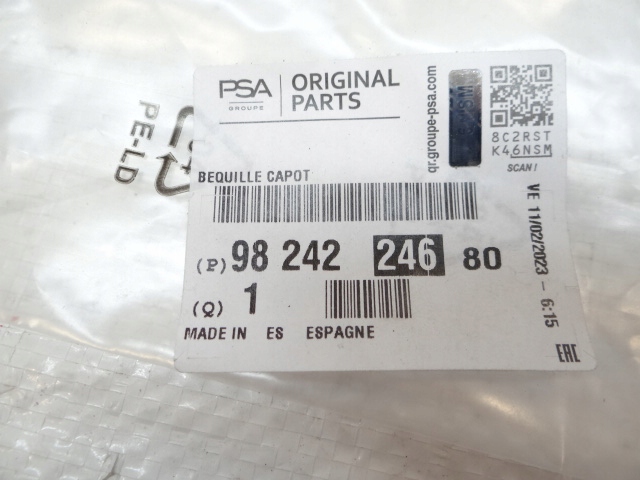 PSA
GROUPE
ORIGINAL
PARTS
q-groupe-psa.com
8C2RST
K46NSM
SCAN!
BEQUILLE CAPOT
(P) 98 242 246 80
(Q) 1
MADE IN ES ESPAGNE
VE 11/02/2023 - 6:15
EAC
PE-LD